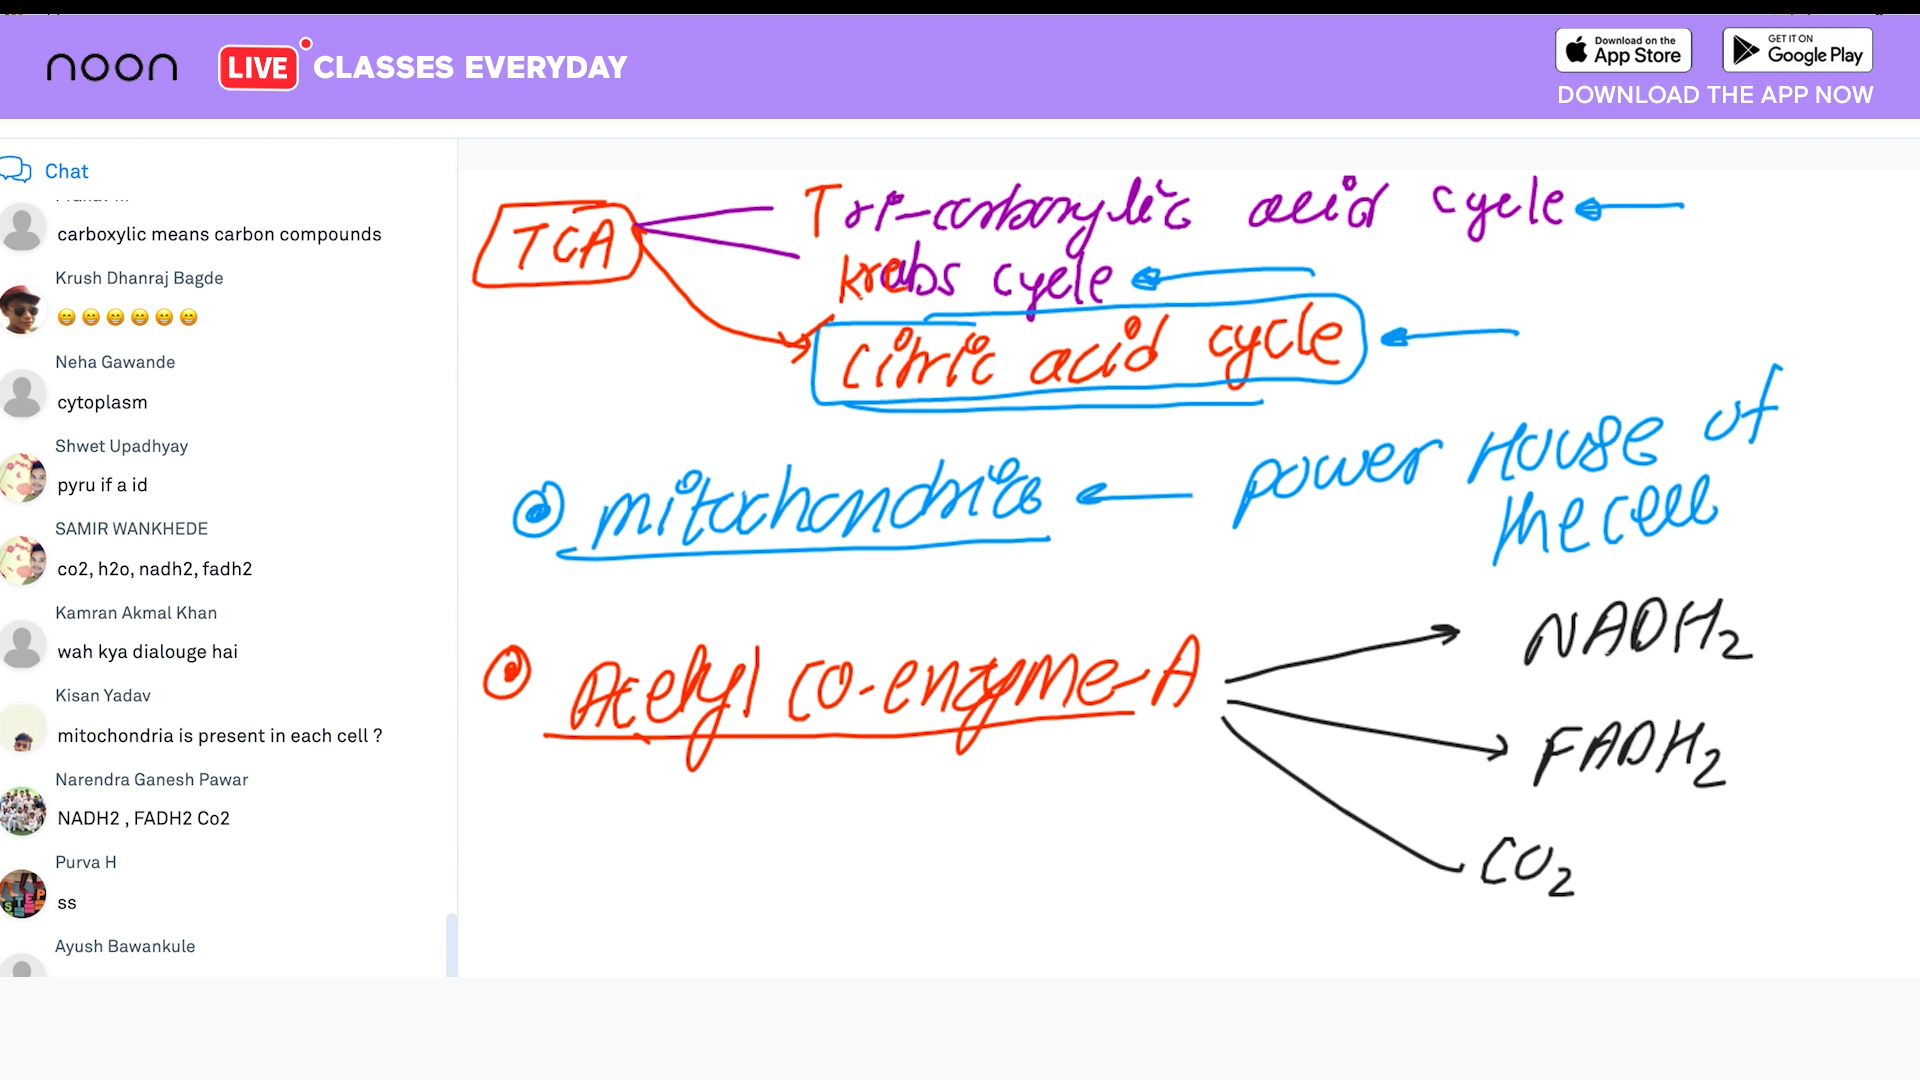 noon LIVE CLASSES EVERYDAY
Download on the App Store
GET IT ON Google Play
DOWNLOAD THE APP NOW
Chat
carboxylic means carbon compounds
Krush Dhanraj Bagde
😁😁😁😁😁😁
Neha Gawande
cytoplasm
Shwet Upadhyay
pyru if a id
SAMIR WANKHEDE
co2, h2o, nadh2, fadh2
Kamran Akmal Khan
wah kya dialouge hai
Kisan Yadav
mitochondria is present in each cell ?
Narendra Ganesh Pawar
NADH2 , FADH2 Co2
Purva H
ss
Ayush Bawankule
TCA
Tri-carboxylic acid cycle
Krebs cycle
Citric acid cycle
mitochondria
power House of
the cell
Acetyl co-enzyme-A
NADH2
FADH2
CO2